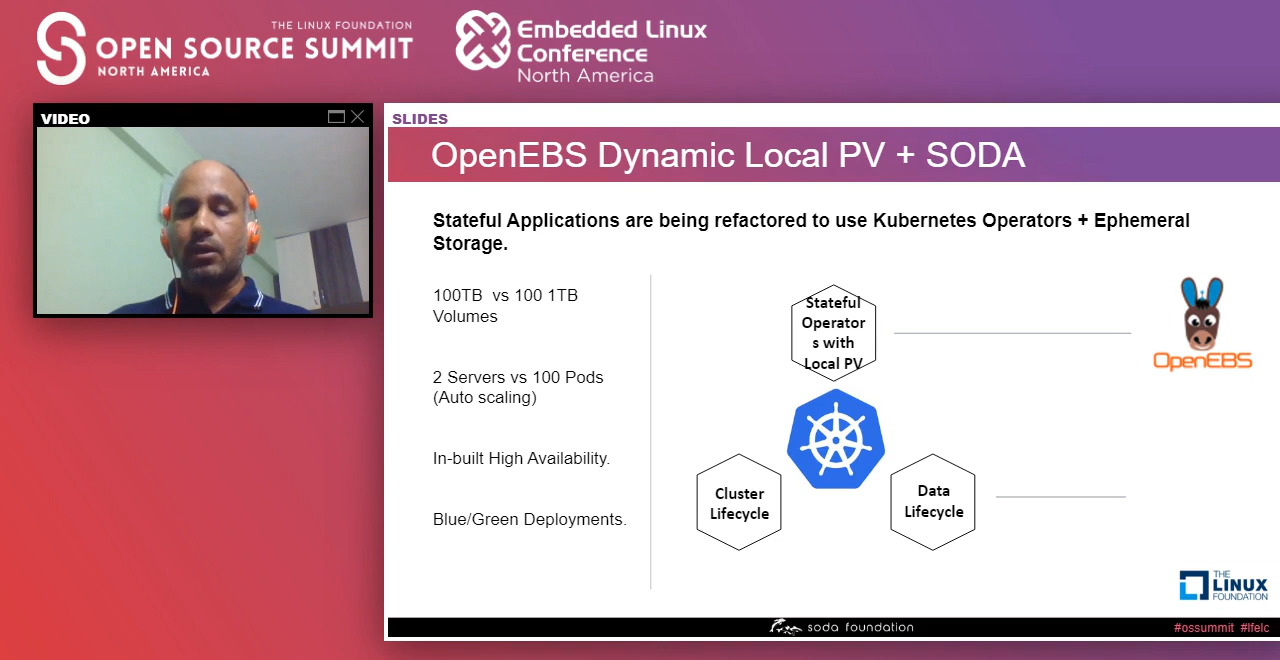 THE LINUX FOUNDATION
OPEN SOURCE SUMMIT
NORTH AMERICA
Embedded Linux
Conference
North America
VIDEO
SLIDES
OpenEBS Dynamic Local PV + SODA
Stateful Applications are being refactored to use Kubernetes Operators + Ephemeral
Storage.
100TB vs 100 1TB
Volumes
2 Servers vs 100 Pods
(Auto scaling)
In-built High Availability.
Blue/Green Deployments.
Stateful
Operator
s with
Local PV
OpenEBS
Cluster
Lifecycle
Data
Lifecycle
THE
LINUX
FOUNDATION
soda foundation
#ossummit #lfelc